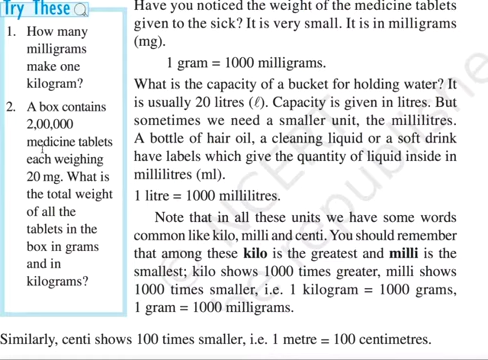 Try These
1. How many
milligrams
make one
kilogram?
2. A box contains
2,00,000
medicine tablets
each weighing
20 mg. What is
the total weight
of all the
tablets in the
box in grams
and in
kilograms?
Have you noticed the weight of the medicine tablets
given to the sick? It is very small. It is in milligrams
(mg).
1 gram = 1000 milligrams.
What is the capacity of a bucket for holding water? It
is usually 20 litres (ℓ). Capacity is given in litres. But
sometimes we need a smaller unit, the millilitres.
A bottle of hair oil, a cleaning liquid or a soft drink
have labels which give the quantity of liquid inside in
millilitres (ml).
1 litre = 1000 millilitres.
Note that in all these units we have some words
common like kilo, milli and centi. You should remember
that among these kilo is the greatest and milli is the
smallest; kilo shows 1000 times greater, milli shows
1000 times smaller, i.e. 1 kilogram = 1000 grams,
1 gram = 1000 milligrams.
Similarly, centi shows 100 times smaller, i.e. 1 metre = 100 centimetres.